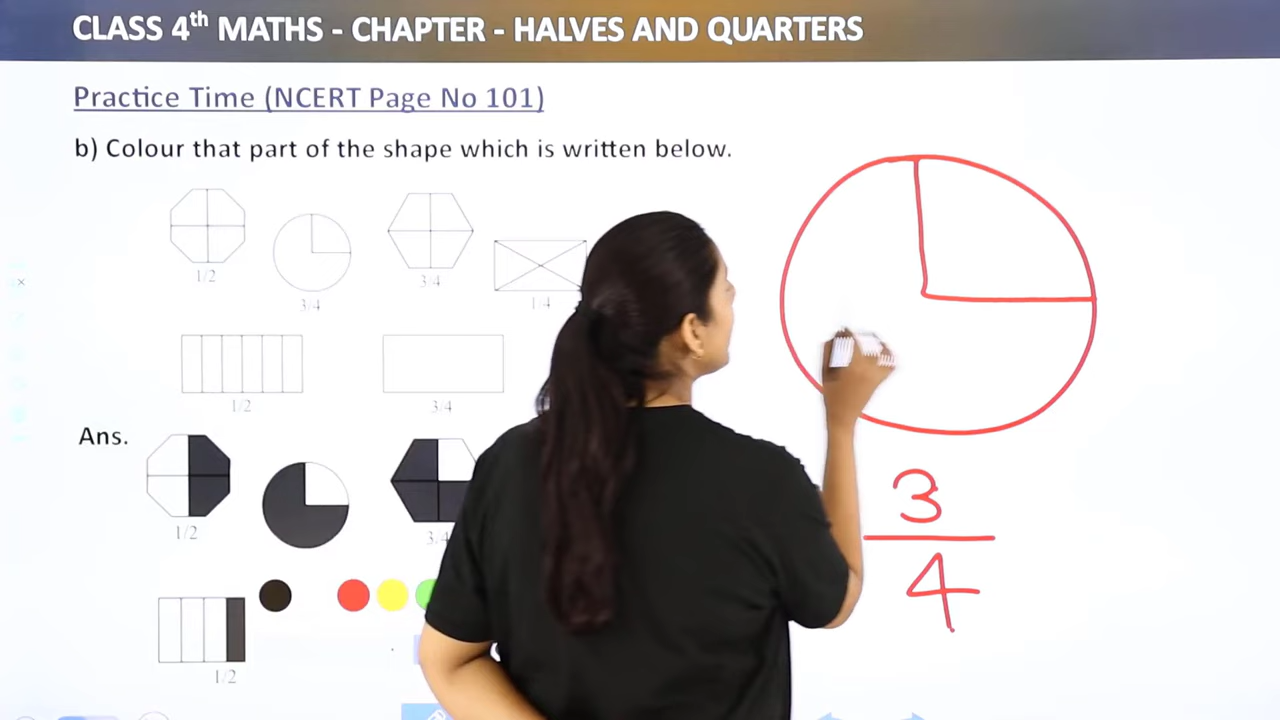 CLASS 4th MATHS - CHAPTER - HALVES AND QUARTERS
Practice Time (NCERT Page No 101)
b) Colour that part of the shape which is written below.
1/2
3/4
3/4
1/4
1/2
3/4
Ans.
1/2
3/4
1/2
3
4